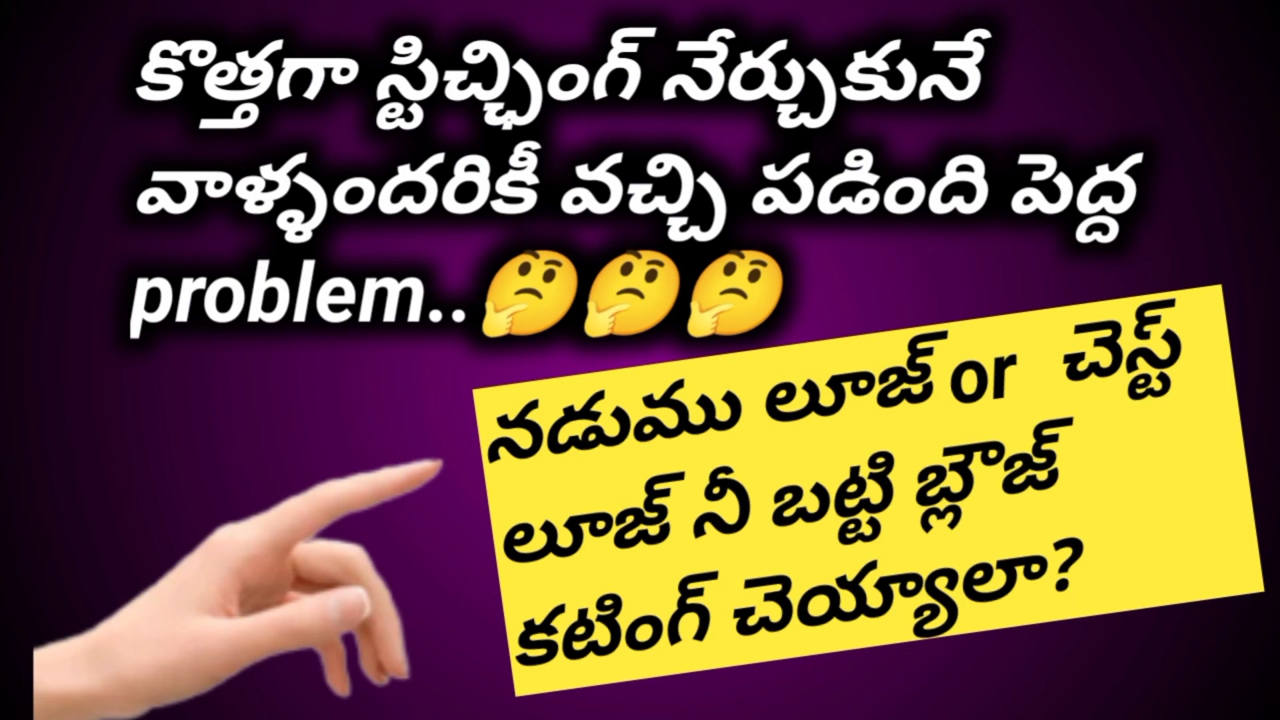 కొత్తగా స్టిచ్ఛింగ్ నేర్చుకునే
వాళ్ళందరికీ వచ్చి పడింది పెద్ద
problem..🤔🤔🤔
నడుము లూజ్ or చెస్ట్
లూజ్ నీ బట్టి బ్లౌజ్
కటింగ్ చెయ్యాలా?